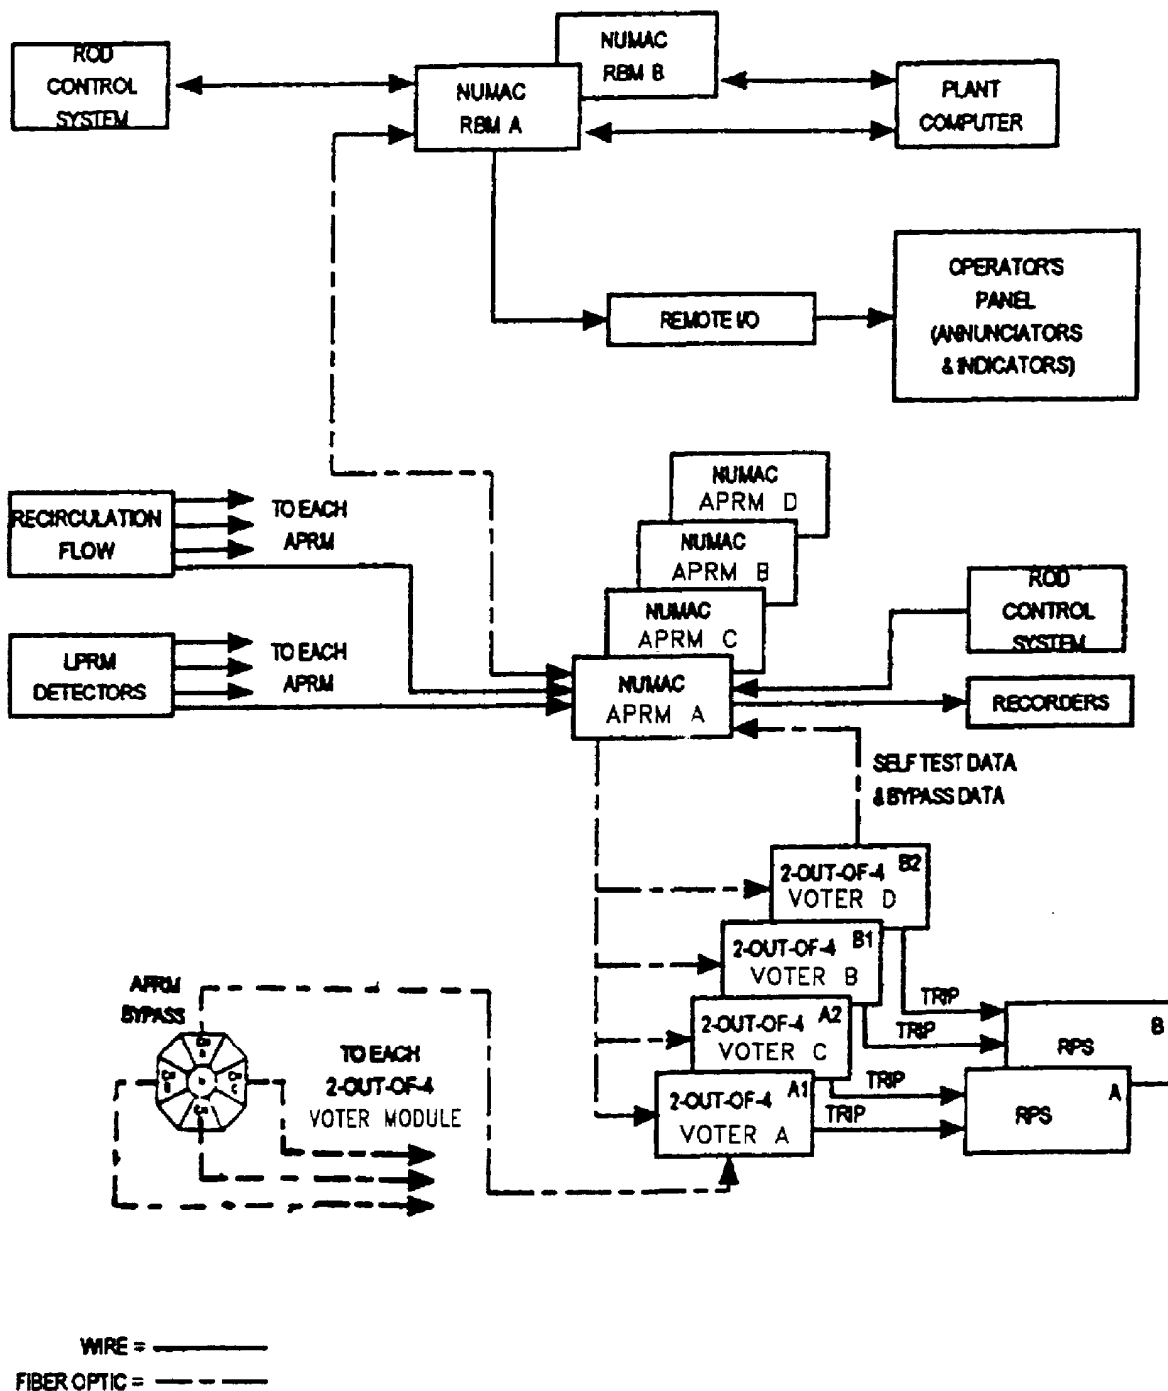 ROD
CONTROL
SYSTEM
NUMAC
RBM B
NUMAC
RBM A
PLANT
COMPUTER
OPERATOR'S
PANEL
(ANNUNCIATORS
& INDICATORS)
REMOTE I/O
NUMAC
APRM D
NUMAC
APRM B
NUMAC
APRM C
NUMAC
APRM A
RECIRCULATION
FLOW
TO EACH
APRM
LPRM
DETECTORS
TO EACH
APRM
ROD
CONTROL
SYSTEM
RECORDERS
SELF TEST DATA
& BYPASS DATA
2-OUT-OF-4 B2
VOTER D
2-OUT-OF-4 B1
VOTER B
2-OUT-OF-4 A2
VOTER C
2-OUT-OF-4 A1
VOTER A
TRIP
TRIP
TRIP
TRIP
B
RPS
A
RPS
APRM
BYPASS
TO EACH
2-OUT-OF-4
VOTER MODULE
WIRE =
FIBER OPTIC =